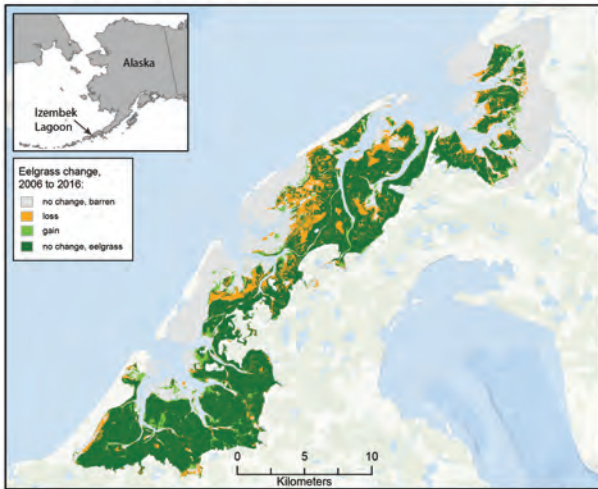 Alaska
Izembek
Lagoon
Eelgrass change,
2006 to 2016:
no change, barren
loss
gain
no change, eelgrass
0 5 10
Kilometers